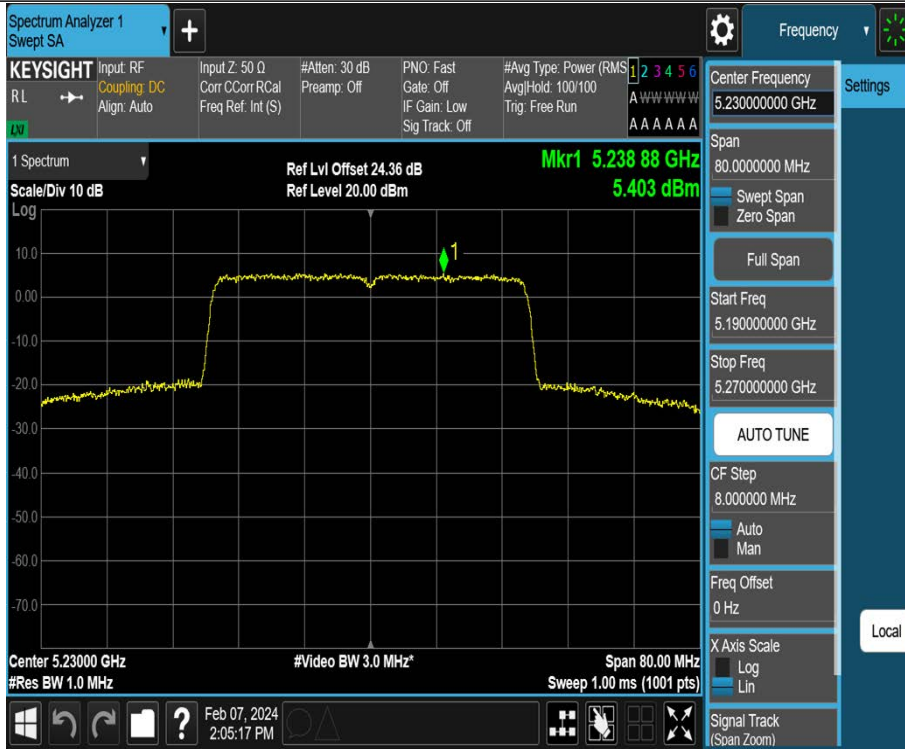 Spectrum Analyzer 1
Swept SA
Frequency
KEYSIGHT
R L
LXI
Input: RF
Coupling: DC
Align: Auto
Input Z: 50 Ω
Corr CCorr RCal
Freq Ref: Int (S)
#Atten: 30 dB
Preamp: Off
PNO: Fast
Gate: Off
IF Gain: Low
Sig Track: Off
#Avg Type: Power (RMS
Avg|Hold: 100/100
Trig: Free Run
1 2 3 4 5 6
A W W W W W
A A A A A A
1 Spectrum
Scale/Div 10 dB
Log
Ref Lvl Offset 24.36 dB
Ref Level 20.00 dBm
Mkr1 5.238 88 GHz
5.403 dBm
1
10.0
0.00
-10.0
-20.0
-30.0
-40.0
-50.0
-60.0
-70.0
Center 5.23000 GHz
#Res BW 1.0 MHz
#Video BW 3.0 MHz*
Span 80.00 MHz
Sweep 1.00 ms (1001 pts)
Feb 07, 2024
2:05:17 PM
Center Frequency
5.230000000 GHz
Span
80.0000000 MHz
Swept Span
Zero Span
Full Span
Start Freq
5.190000000 GHz
Stop Freq
5.270000000 GHz
AUTO TUNE
CF Step
8.000000 MHz
Auto
Man
Freq Offset
0 Hz
X Axis Scale
Log
Lin
Signal Track
(Span Zoom)
Settings
Local